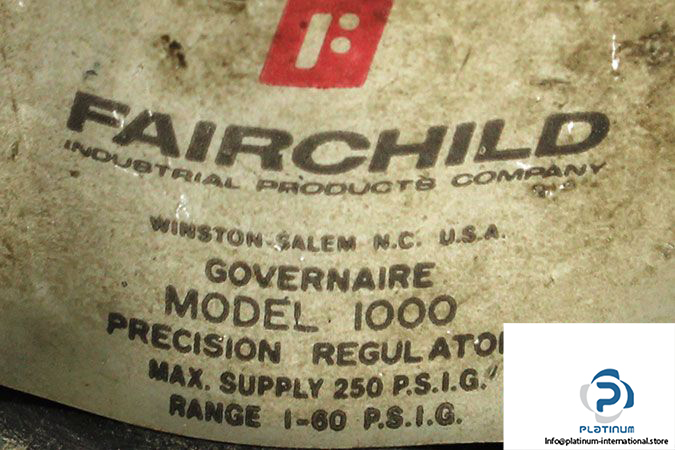 FAIRCHILD
INDUSTRIAL PRODUCTS COMPANY
WINSTON-SALEM N.C. U.S.A.
GOVERNAIRE
MODEL 1000
PRECISION REGULATO
MAX. SUPPLY 250 P.S.I.G.
RANGE 1-60 P.S.I.G.
PLATINUM
Info@platinum-international.store